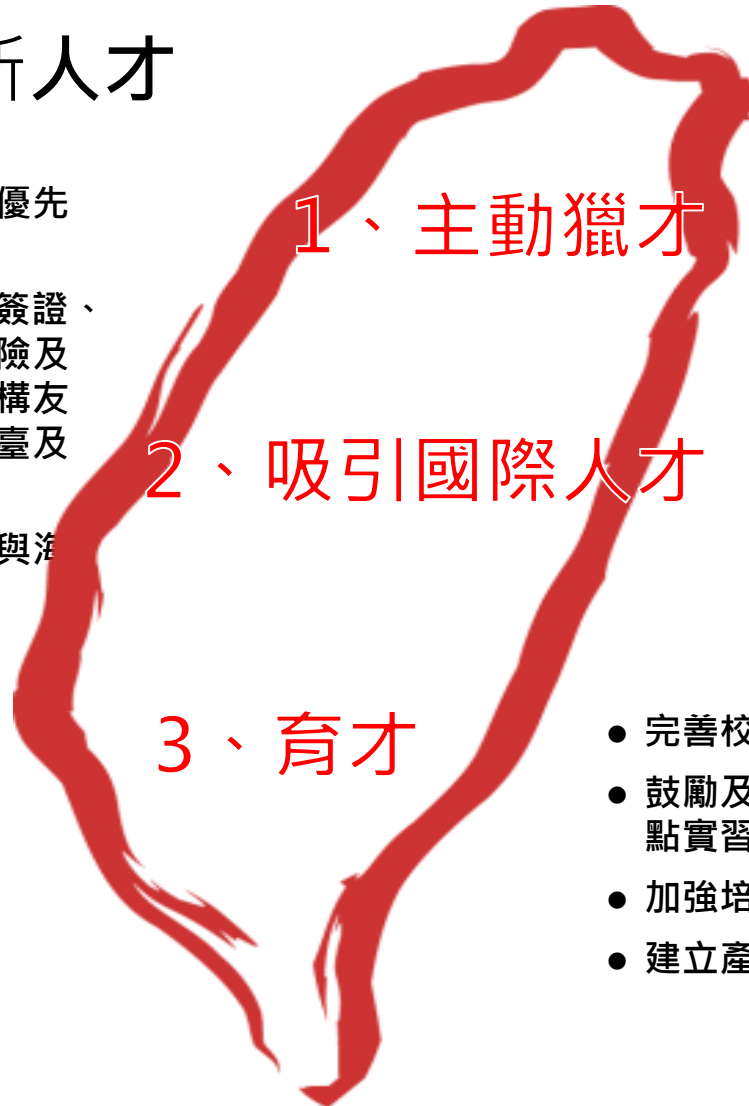 新人才
優先
1、主動獵才
簽證、
險及
構友
臺及
2、吸引國際人才
與海
3、育才
● 完善校
● 鼓勵及
點實習
● 加強培
● 建立產